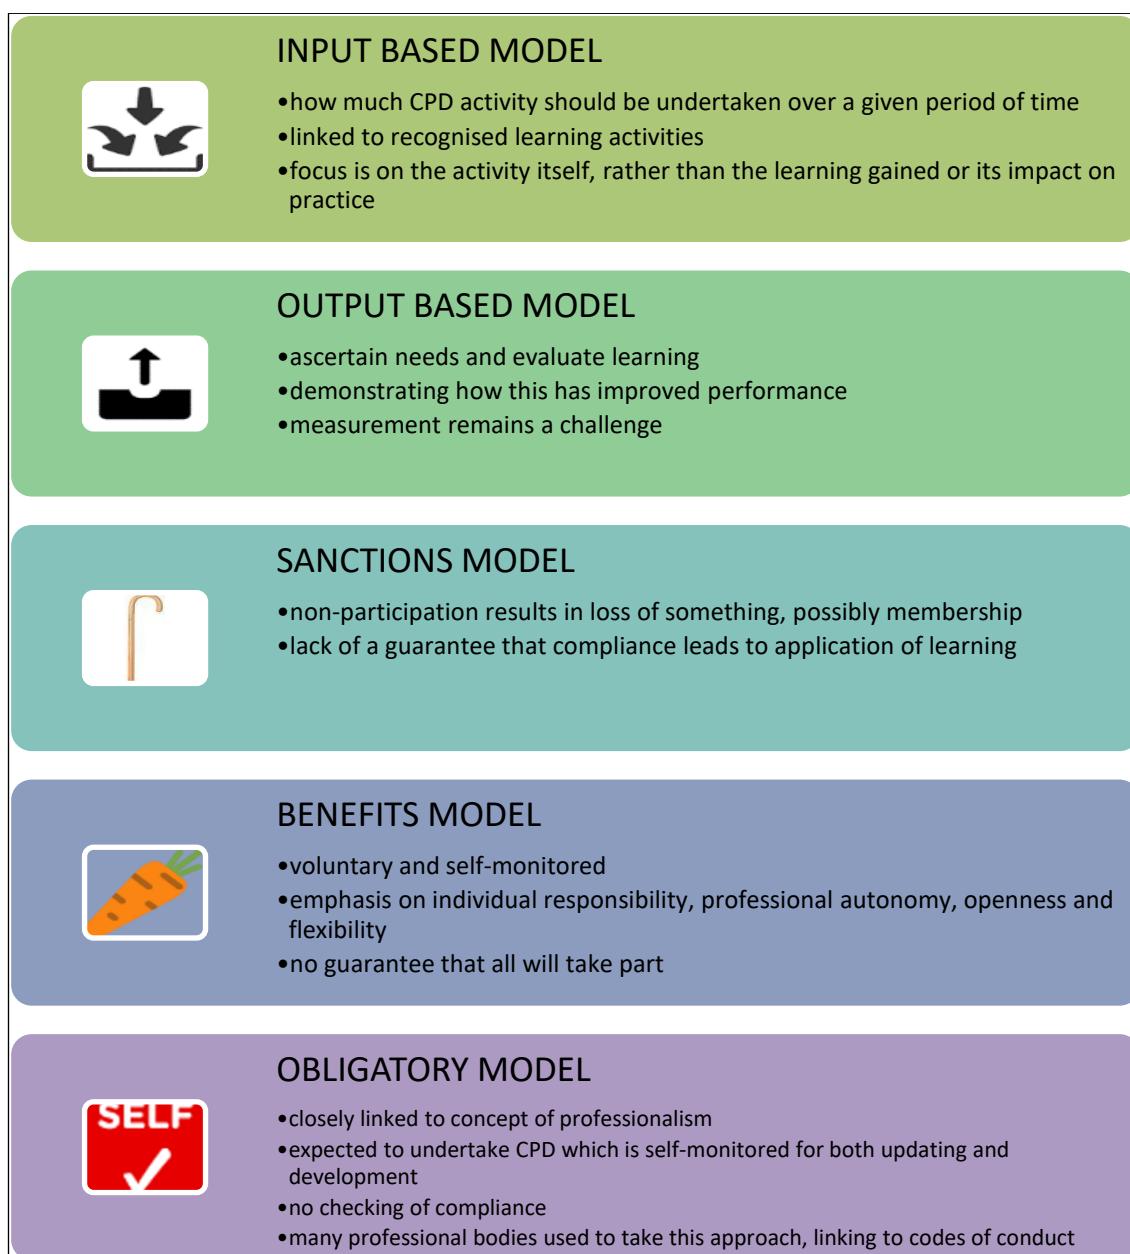 INPUT BASED MODEL
•how much CPD activity should be undertaken over a given period of time
•linked to recognised learning activities
•focus is on the activity itself, rather than the learning gained or its impact on
practice
OUTPUT BASED MODEL
•ascertain needs and evaluate learning
•demonstrating how this has improved performance
•measurement remains a challenge
SANCTIONS MODEL
•non-participation results in loss of something, possibly membership
•lack of a guarantee that compliance leads to application of learning
BENEFITS MODEL
•voluntary and self-monitored
•emphasis on individual responsibility, professional autonomy, openness and
flexibility
•no guarantee that all will take part
OBLIGATORY MODEL
SELF
•closely linked to concept of professionalism
•expected to undertake CPD which is self-monitored for both updating and
development
•no checking of compliance
•many professional bodies used to take this approach, linking to codes of conduct